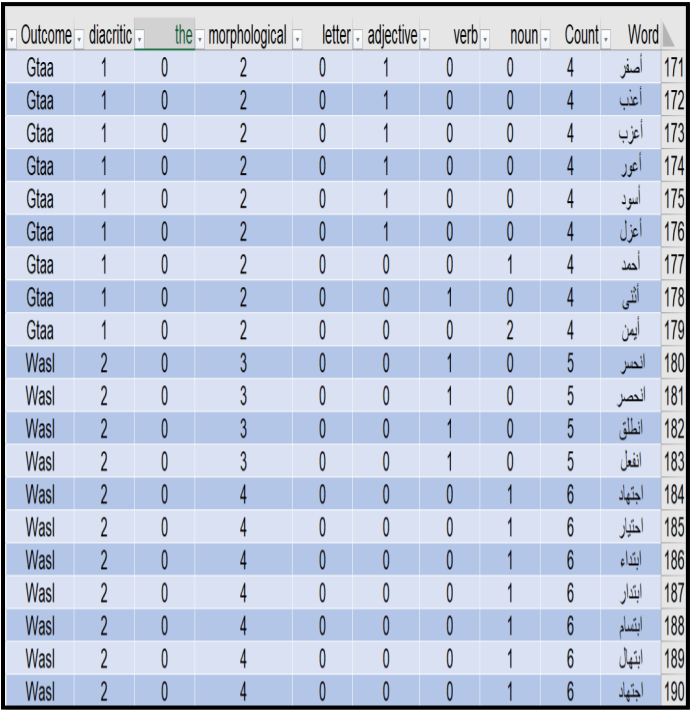 Outcome diacritic the morphological letter adjective verb noun Count Word
Gtaa 1 0 2 0 1 0 0 4 أصفر 171
Gtaa 1 0 2 0 1 0 0 4 أعذب 172
Gtaa 1 0 2 0 1 0 0 4 أعزب 173
Gtaa 1 0 2 0 1 0 0 4 أعور 174
Gtaa 1 0 2 0 1 0 0 4 أسود 175
Gtaa 1 0 2 0 1 0 0 4 أعزل 176
Gtaa 1 0 2 0 0 0 1 4 أحمد 177
Gtaa 1 0 2 0 0 1 0 4 أثنى 178
Gtaa 1 0 2 0 0 0 2 4 أيمن 179
Wasl 2 0 3 0 0 1 0 5 انحسر 180
Wasl 2 0 3 0 0 1 0 5 انحصر 181
Wasl 2 0 3 0 0 1 0 5 انطلق 182
Wasl 2 0 3 0 0 1 0 5 انفعل 183
Wasl 2 0 4 0 0 0 1 6 اجتهاد 184
Wasl 2 0 4 0 0 0 1 6 اختيار 185
Wasl 2 0 4 0 0 0 1 6 ابتداء 186
Wasl 2 0 4 0 0 0 1 6 ابتدار 187
Wasl 2 0 4 0 0 0 1 6 ابتسام 188
Wasl 2 0 4 0 0 0 1 6 ابتهال 189
Wasl 2 0 4 0 0 0 1 6 اجتهاد 190